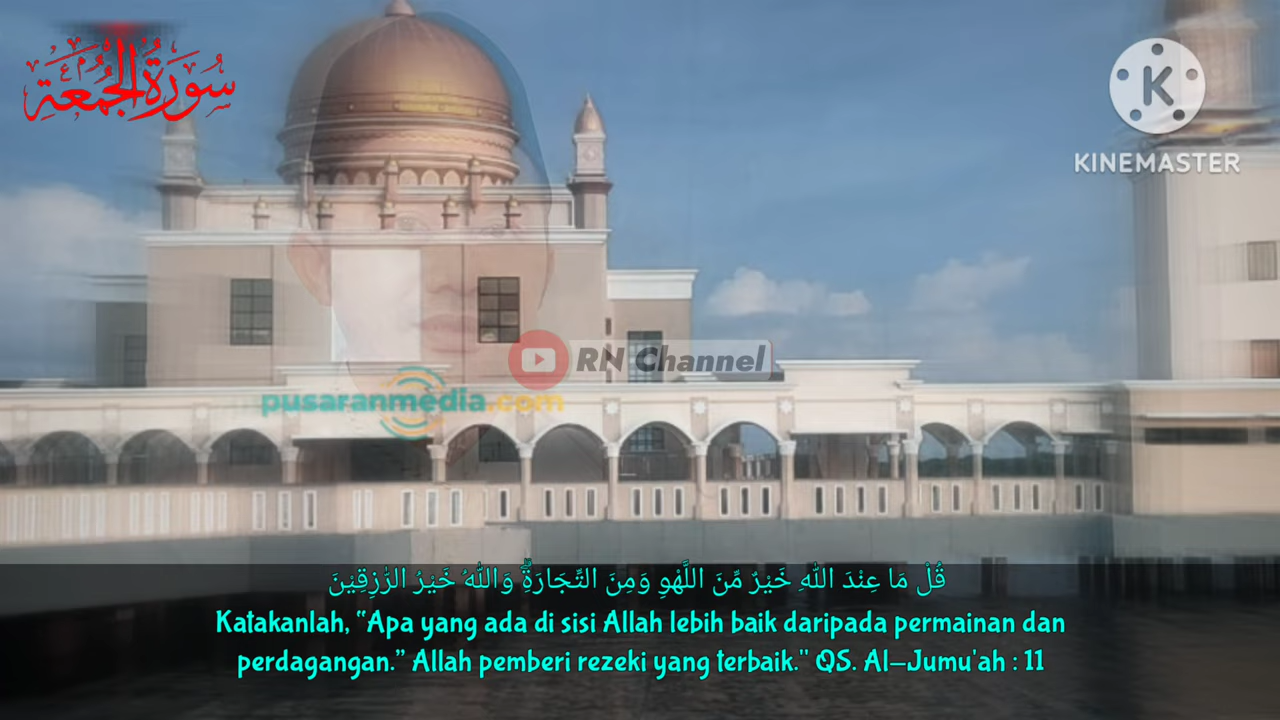 سُورَةُ الْجُمُعَةِ
KINEMASTER
RN Channel
pusaranmedia.com
قُلْ مَا عِنْدَ اللّٰهِ خَيْرٌ مِّنَ اللَّهْوِ وَمِنَ التِّجَارَةِۗ وَاللّٰهُ خَيْرُ الرّٰزِقِيْنَ
Katakanlah, “Apa yang ada di sisi Allah lebih baik daripada permainan dan
perdagangan.” Allah pemberi rezeki yang terbaik." QS. Al-Jumu'ah : 11